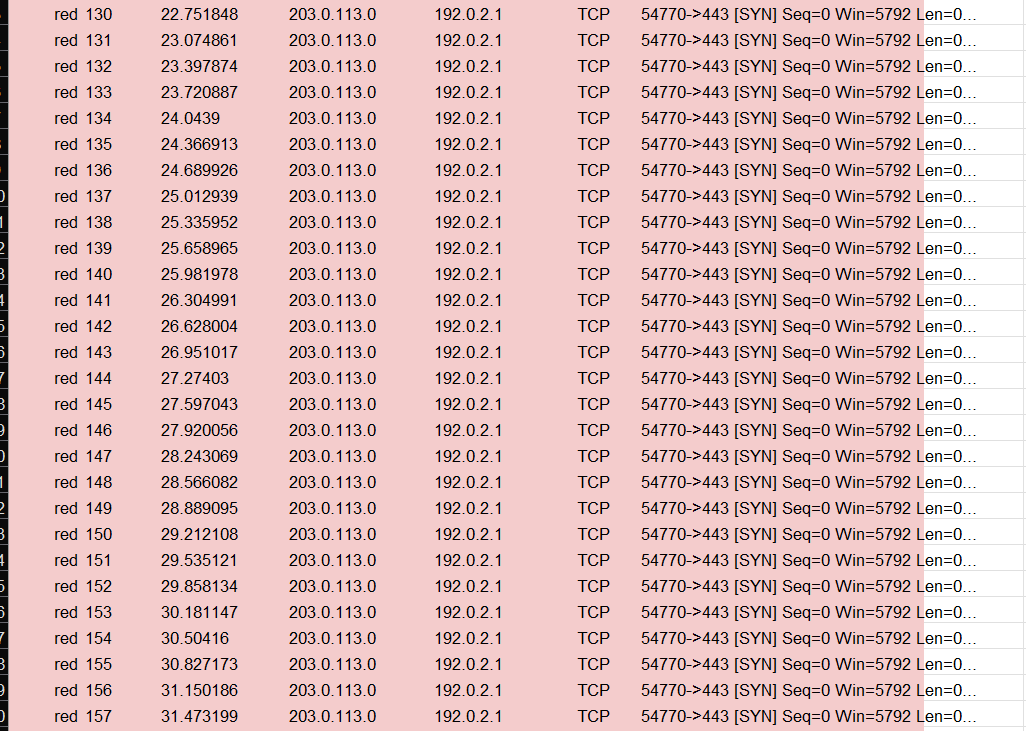 red 130 22.751848 203.0.113.0 192.0.2.1 TCP 54770->443 [SYN] Seq=0 Win=5792 Len=0...
red 131 23.074861 203.0.113.0 192.0.2.1 TCP 54770->443 [SYN] Seq=0 Win=5792 Len=0...
red 132 23.397874 203.0.113.0 192.0.2.1 TCP 54770->443 [SYN] Seq=0 Win=5792 Len=0...
red 133 23.720887 203.0.113.0 192.0.2.1 TCP 54770->443 [SYN] Seq=0 Win=5792 Len=0...
red 134 24.0439 203.0.113.0 192.0.2.1 TCP 54770->443 [SYN] Seq=0 Win=5792 Len=0...
red 135 24.366913 203.0.113.0 192.0.2.1 TCP 54770->443 [SYN] Seq=0 Win=5792 Len=0...
red 136 24.689926 203.0.113.0 192.0.2.1 TCP 54770->443 [SYN] Seq=0 Win=5792 Len=0...
red 137 25.012939 203.0.113.0 192.0.2.1 TCP 54770->443 [SYN] Seq=0 Win=5792 Len=0...
red 138 25.335952 203.0.113.0 192.0.2.1 TCP 54770->443 [SYN] Seq=0 Win=5792 Len=0...
red 139 25.658965 203.0.113.0 192.0.2.1 TCP 54770->443 [SYN] Seq=0 Win=5792 Len=0...
red 140 25.981978 203.0.113.0 192.0.2.1 TCP 54770->443 [SYN] Seq=0 Win=5792 Len=0...
red 141 26.304991 203.0.113.0 192.0.2.1 TCP 54770->443 [SYN] Seq=0 Win=5792 Len=0...
red 142 26.628004 203.0.113.0 192.0.2.1 TCP 54770->443 [SYN] Seq=0 Win=5792 Len=0...
red 143 26.951017 203.0.113.0 192.0.2.1 TCP 54770->443 [SYN] Seq=0 Win=5792 Len=0...
red 144 27.27403 203.0.113.0 192.0.2.1 TCP 54770->443 [SYN] Seq=0 Win=5792 Len=0...
red 145 27.597043 203.0.113.0 192.0.2.1 TCP 54770->443 [SYN] Seq=0 Win=5792 Len=0...
red 146 27.920056 203.0.113.0 192.0.2.1 TCP 54770->443 [SYN] Seq=0 Win=5792 Len=0...
red 147 28.243069 203.0.113.0 192.0.2.1 TCP 54770->443 [SYN] Seq=0 Win=5792 Len=0...
red 148 28.566082 203.0.113.0 192.0.2.1 TCP 54770->443 [SYN] Seq=0 Win=5792 Len=0...
red 149 28.889095 203.0.113.0 192.0.2.1 TCP 54770->443 [SYN] Seq=0 Win=5792 Len=0...
red 150 29.212108 203.0.113.0 192.0.2.1 TCP 54770->443 [SYN] Seq=0 Win=5792 Len=0...
red 151 29.535121 203.0.113.0 192.0.2.1 TCP 54770->443 [SYN] Seq=0 Win=5792 Len=0...
red 152 29.858134 203.0.113.0 192.0.2.1 TCP 54770->443 [SYN] Seq=0 Win=5792 Len=0...
red 153 30.181147 203.0.113.0 192.0.2.1 TCP 54770->443 [SYN] Seq=0 Win=5792 Len=0...
red 154 30.50416 203.0.113.0 192.0.2.1 TCP 54770->443 [SYN] Seq=0 Win=5792 Len=0...
red 155 30.827173 203.0.113.0 192.0.2.1 TCP 54770->443 [SYN] Seq=0 Win=5792 Len=0...
red 156 31.150186 203.0.113.0 192.0.2.1 TCP 54770->443 [SYN] Seq=0 Win=5792 Len=0...
red 157 31.473199 203.0.113.0 192.0.2.1 TCP 54770->443 [SYN] Seq=0 Win=5792 Len=0...